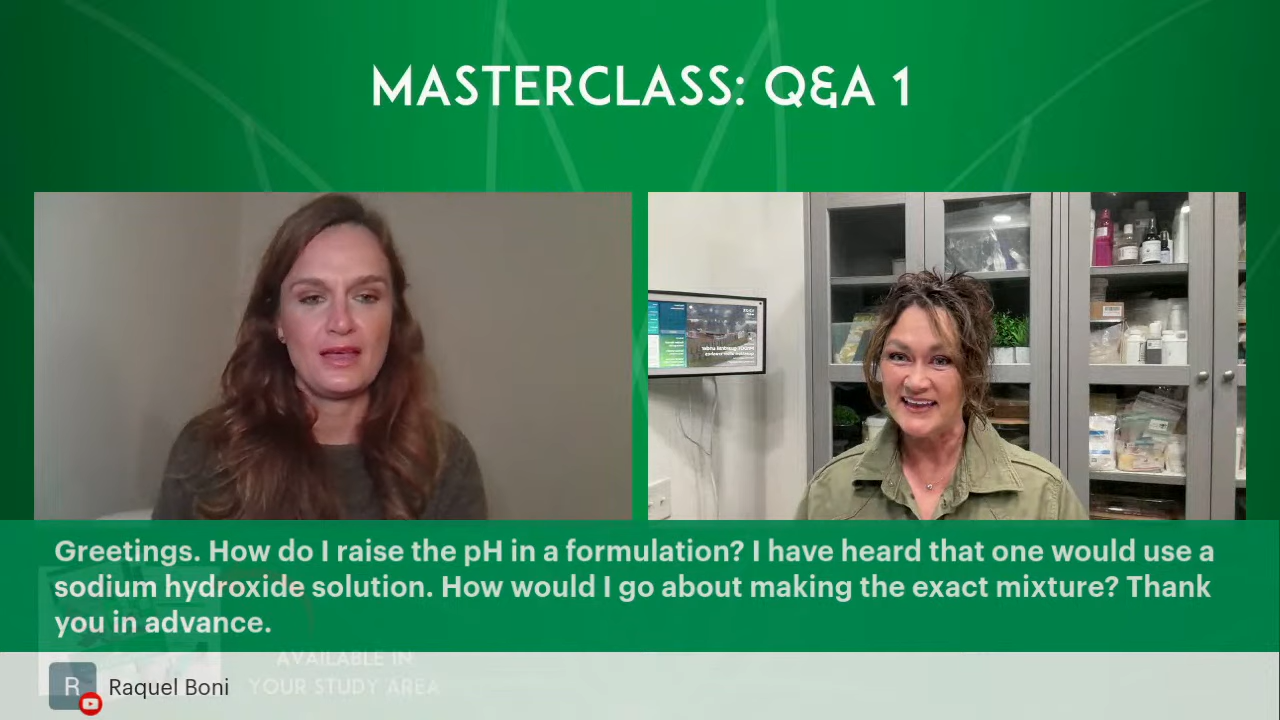 MASTERCLASS: Q&A 1
Greetings. How do I raise the pH in a formulation? I have heard that one would use a
sodium hydroxide solution. How would I go about making the exact mixture? Thank
you in advance.
AVAILABLE IN
YOUR STUDY AREA
R
Raquel Boni